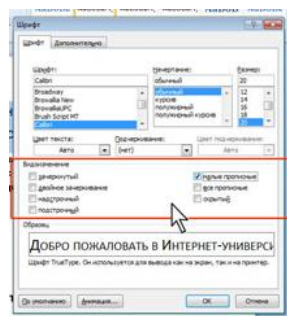 Шрифт
Шрифт Дополнительно
Шрифт: Начертание: Размер:
Calibri обычный 20
Broadway обычный 12
Browallia New курсив 14
BrowalliaUPC полужирный 16
Brush Script MT полужирный курсив 18
Calibri 20
Цвет текста: Подчеркивание: Цвет подчеркивания:
Авто (нет) Авто
Видоизменение
зачеркнутый малые прописные
двойное зачеркивание все прописные
надстрочный скрытый
подстрочный
Образец
Добро пожаловать в Интернет-универси
Шрифт TrueType. Он используется для вывода как на экран, так и на принтер.
По умолчанию Анимация... ОК Отмена